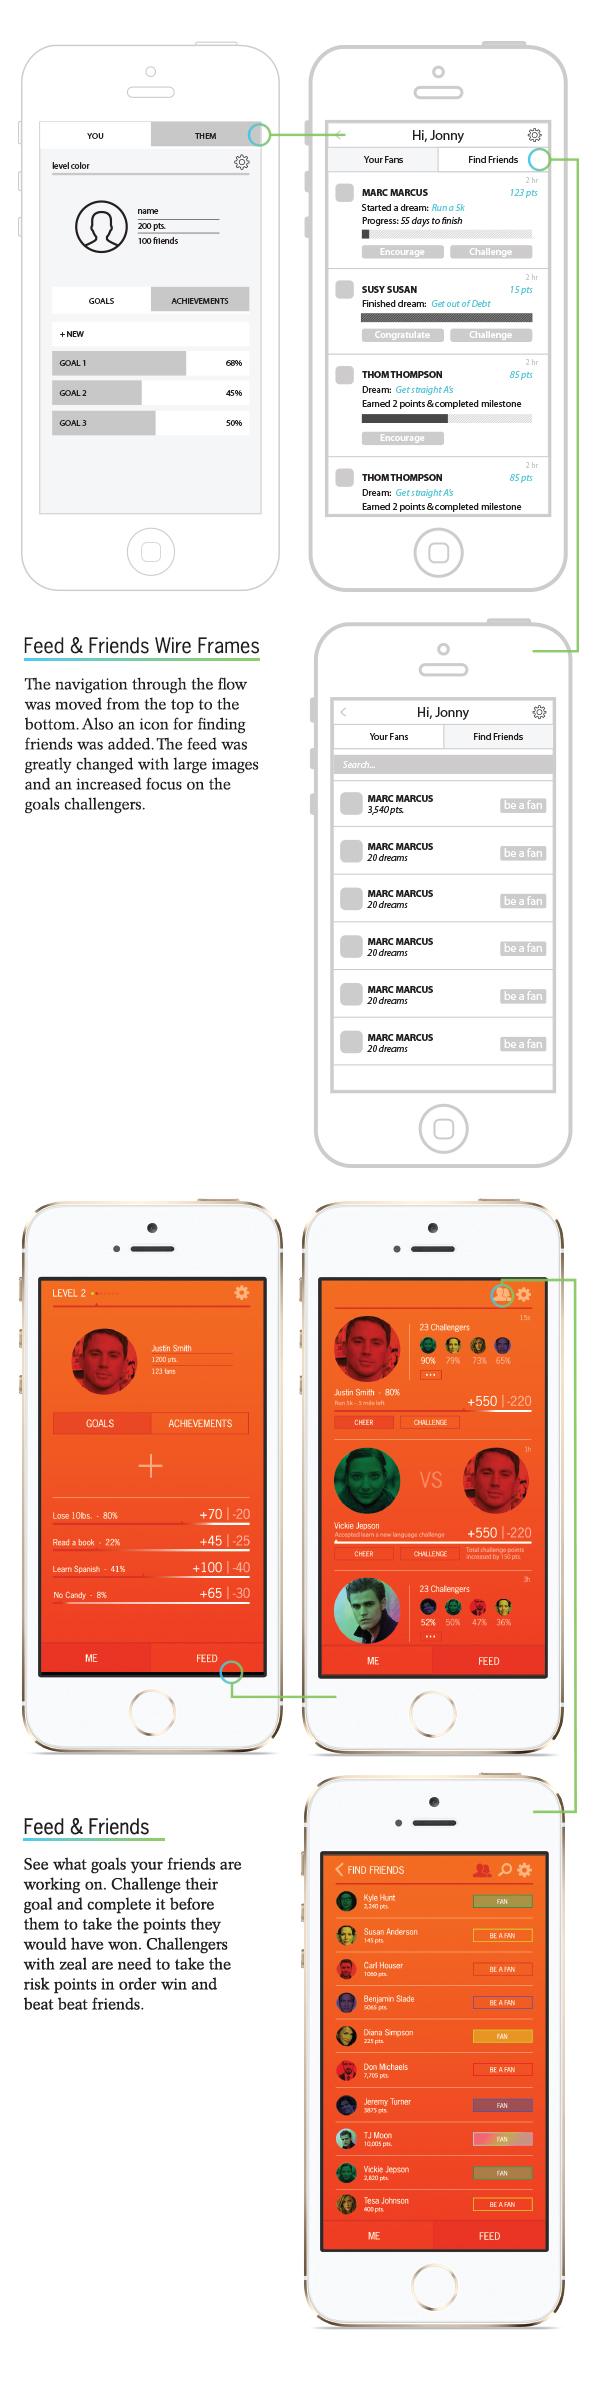 YOU
THEM
level color
name
200 pts.
100 friends
GOALS
ACHIEVEMENTS
+ NEW
GOAL 1
68%
GOAL 2
45%
GOAL 3
50%
Hi, Jonny
Your Fans
Find Friends
2 hr
MARC MARCUS
123 pts
Started a dream: Run a 5k
Progress: 55 days to finish
Encourage
Challenge
2 hr
SUSY SUSAN
15 pts
Finished dream: Get out of Debt
Congratulate
Challenge
2 hr
THOM THOMPSON
85 pts
Dream: Get straight A's
Earned 2 points & completed milestone
Encourage
2 hr
THOM THOMPSON
85 pts
Dream: Get straight A's
Earned 2 points & completed milestone
Feed & Friends Wire Frames
The navigation through the flow
was moved from the top to the
bottom. Also an icon for finding
friends was added. The feed was
greatly changed with large images
and an increased focus on the
goals challengers.
Hi, Jonny
Your Fans
Find Friends
Search...
MARC MARCUS
3,540 pts.
be a fan
MARC MARCUS
20 dreams
be a fan
MARC MARCUS
20 dreams
be a fan
MARC MARCUS
20 dreams
be a fan
MARC MARCUS
20 dreams
be a fan
MARC MARCUS
20 dreams
be a fan
LEVEL 2
Justin Smith
1200 pts.
123 fans
GOALS
ACHIEVEMENTS
Lose 10lbs. - 80%
+70 | -20
Read a book - 22%
+45 | -25
Learn Spanish - 41%
+100 | -40
No Candy - 8%
+65 | -30
ME
FEED
15s
23 Challengers
90% 79% 73% 65%
Justin Smith - 80%
Run 5k - 5 mile left
+550 | -220
CHEER
CHALLENGE
1h
VS
Vickie Jepson
Accepted learn a new language challenge
+550 | -220
CHEER
CHALLENGE
Total challenge points
increased by 150 pts
3h
23 Challengers
52% 50% 47% 36%
ME
FEED
Feed & Friends
See what goals your friends are
working on. Challenge their
goal and complete it before
them to take the points they
would have won. Challengers
with zeal are need to take the
risk points in order win and
beat beat friends.
FIND FRIENDS
Kyle Hunt
2,240 pts.
FAN
Susan Anderson
145 pts.
BE A FAN
Carl Houser
1060 pts.
BE A FAN
Benjamin Slade
5065 pts.
BE A FAN
Diana Simpson
225 pts.
FAN
Don Michaels
7,705 pts.
BE A FAN
Jeremy Turner
3875 pts.
FAN
TJ Moon
10,005 pts.
FAN
Vickie Jepson
2,820 pts.
FAN
Tesa Johnson
400 pts.
BE A FAN
ME
FEED